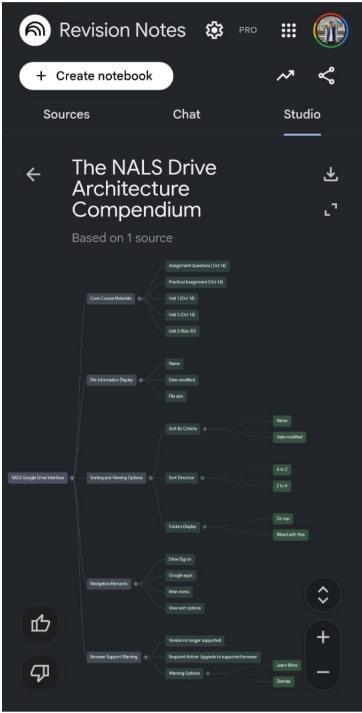 Revision Notes
PRO
+ Create notebook
Sources Chat Studio
The NALS Drive
Architecture
Compendium
Based on 1 source
NALS Google Drive Interface
Core Course Materials
Assignment Questions (Oct 14)
Practical Assignment (Oct 14)
Unit 1 (Oct 14)
Unit 2 (Oct 14)
Unit 3 (Nov 30)
File Information Display
Name
Date modified
File size
Sorting and Viewing Options
Sort By Criteria
Name
Date modified
Sort Direction
A to Z
Z to A
Folders Display
On top
Mixed with files
Navigation Elements
Drive Sign in
Google apps
Main menu
View sort options
Browser Support Warning
Version no longer supported
Required Action: Upgrade to supported browser
Warning Options
Learn More
Dismiss